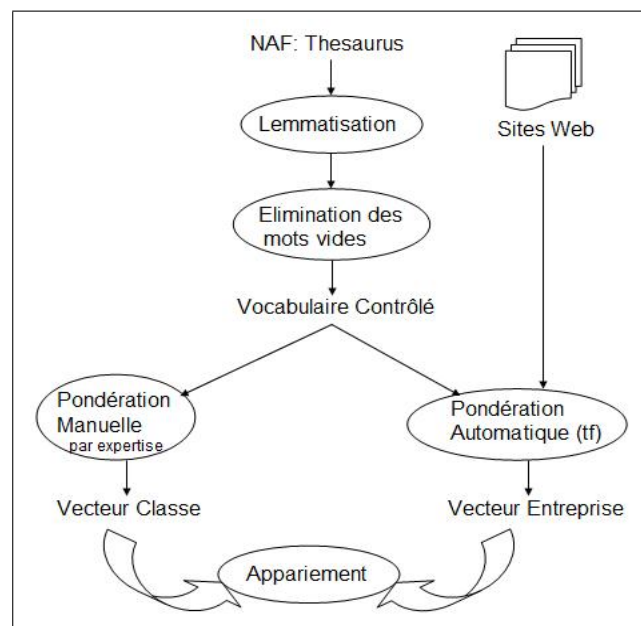 NAF: Thesaurus
Lemmatisation
Sites Web
Elimination des
mots vides
Vocabulaire Contrôlé
Pondération
Manuelle
par expertise
Pondération
Automatique (tf)
Vecteur Classe
Vecteur Entreprise
Appariement